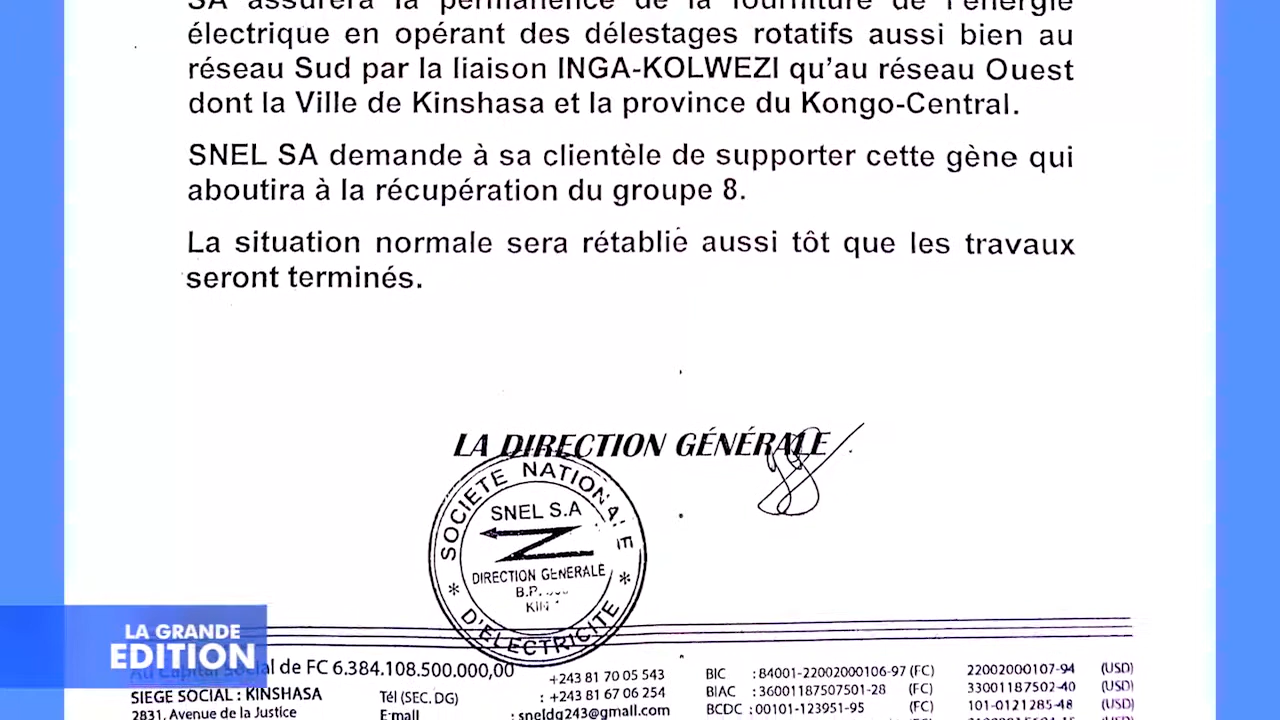 SA assurera la permanence de la fourniture de l'énergie
électrique en opérant des délestages rotatifs aussi bien au
réseau Sud par la liaison INGA-KOLWEZI qu'au réseau Ouest
dont la Ville de Kinshasa et la province du Kongo-Central.
SNEL SA demande à sa clientèle de supporter cette gène qui
aboutira à la récupération du groupe 8.
La situation normale sera rétablie aussi tôt que les travaux
seront terminés.
LA DIRECTION GÉNÉRALE
SOCIETE NATIONALE
SNEL S.A
DIRECTION GENERALE
B.P.
KIN
D'ELECTRICITE
LA GRANDE
EDITION
Au Capital Social de FC 6.384.108.500.000,00
SIEGE SOCIAL : KINSHASA
2831, Avenue de la Justice
+243 81 70 05 543
Tél (SEC. DG) : +243 81 67 06 254
E-mail : sneldg243@gmail.com
BIC :84001-22002000106-97 (FC) 22002000107-94 (USD)
BIAC :36001187507501-28 (FC) 33001187502-40 (USD)
BCDC :00101-123951-95 (FC) 101-0121285-48 (USD)